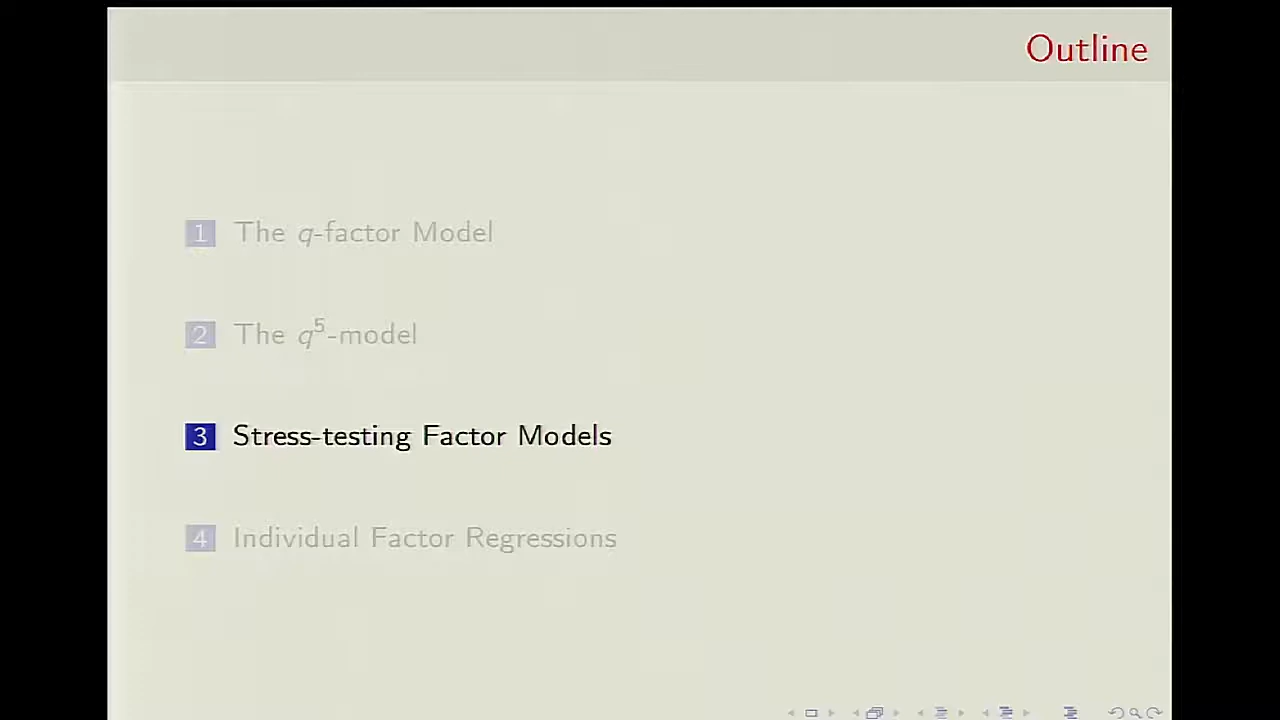 Outline
1 The q-factor Model
2 The q⁵-model
3 Stress-testing Factor Models
4 Individual Factor Regressions